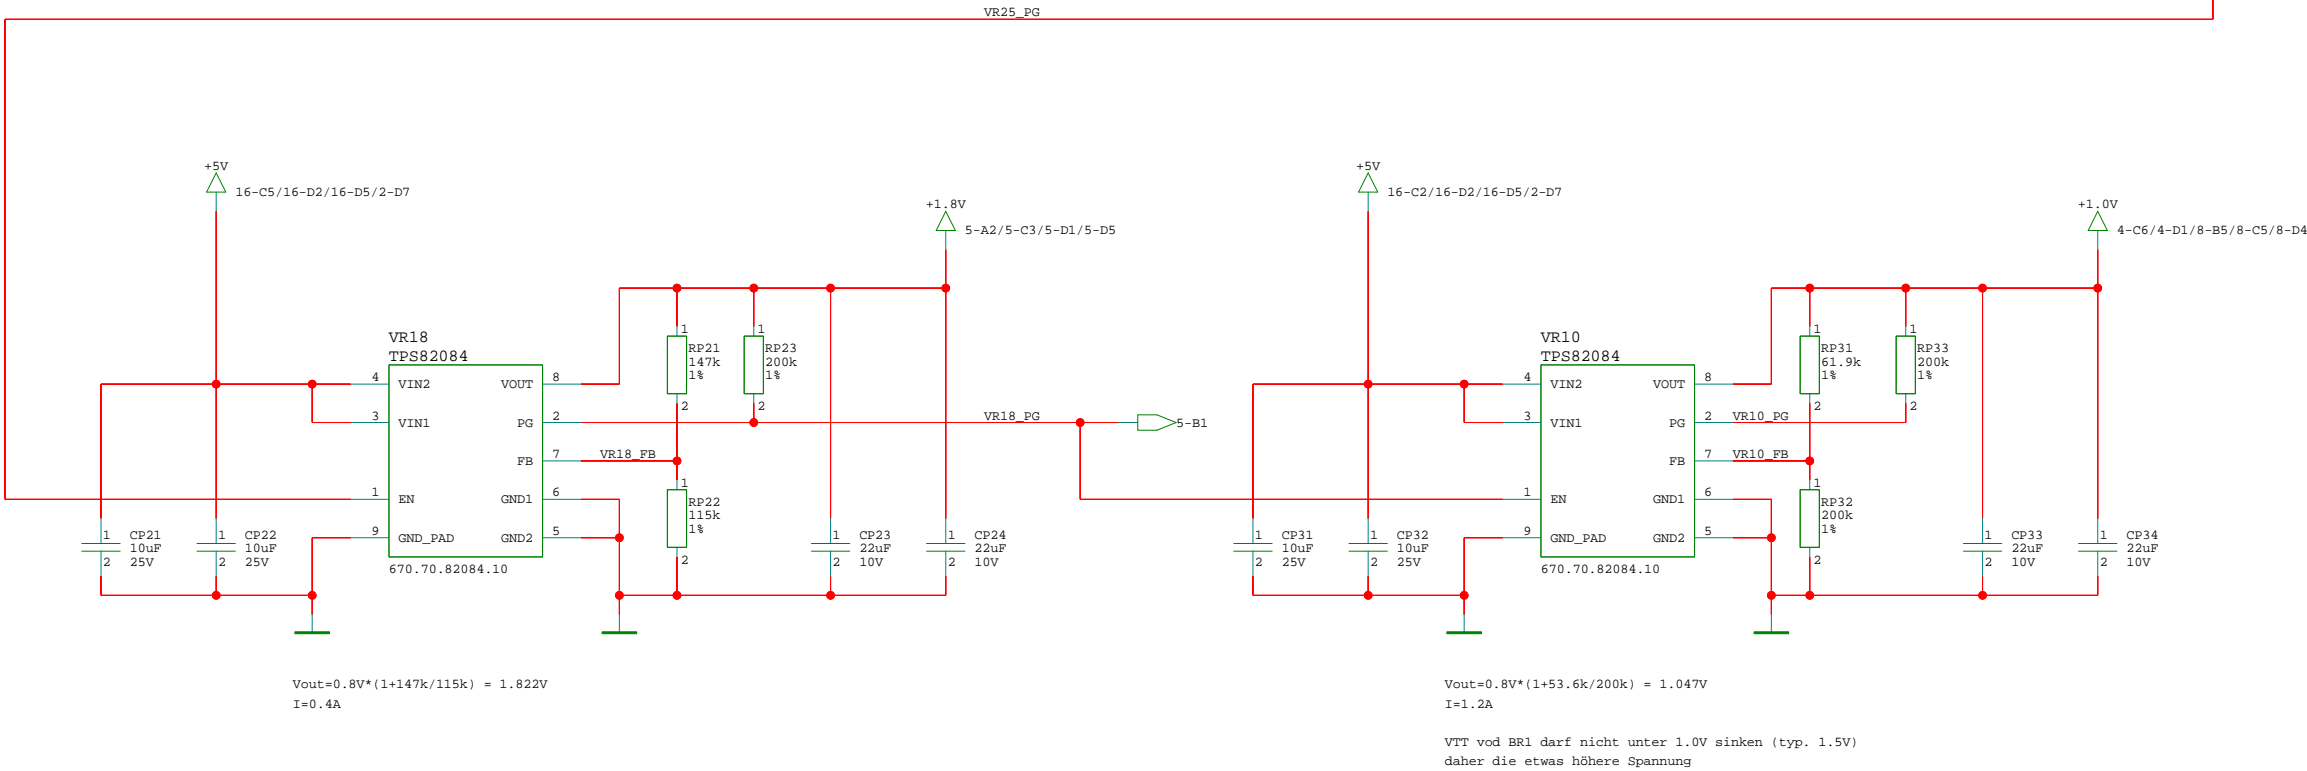 VR25_PG
+5V
16-C5/16-D2/16-D5/2-D7
+1.8V
5-A2/5-C3/5-D1/5-D5
VR18
TPS82084
4 VIN2 VOUT 8
3 VIN1 PG 2
FB 7
1 EN GND1 6
9 GND_PAD GND2 5
670.70.82084.10
1
RP21
147k
1%
2
1
RP23
200k
1%
2
VR18_PG
5-B1
VR18_FB
1
RP22
115k
1%
2
1 CP21
10uF
2 25V
1 CP22
10uF
2 25V
1 CP23
22uF
2 10V
1 CP24
22uF
2 10V
Vout=0.8V*(1+147k/115k) = 1.822V
I=0.4A
+5V
16-C2/16-D2/16-D5/2-D7
+1.0V
4-C6/4-D1/8-B5/8-C5/8-D4
VR10
TPS82084
4 VIN2 VOUT 8
3 VIN1 PG 2
FB 7
1 EN GND1 6
9 GND_PAD GND2 5
670.70.82084.10
1
RP31
61.9k
1%
2
1
RP33
200k
1%
2
VR10_PG
VR10_FB
1
RP32
200k
1%
2
1 CP31
10uF
2 25V
1 CP32
10uF
2 25V
1 CP33
22uF
2 10V
1 CP34
22uF
2 10V
Vout=0.8V*(1+53.6k/200k) = 1.047V
I=1.2A
VTT vod BR1 darf nicht unter 1.0V sinken (typ. 1.5V)
daher die etwas höhere Spannung